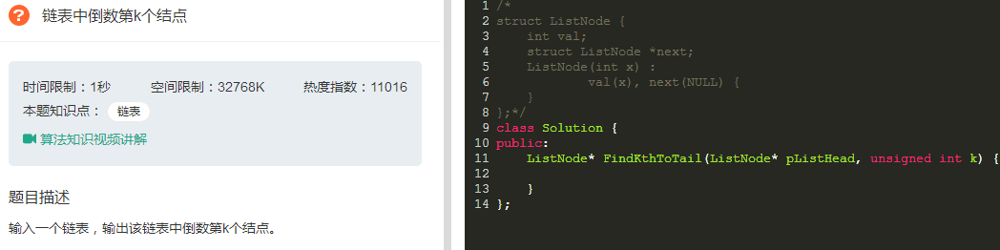 ? 链表中倒数第k个结点
时间限制：1秒 空间限制：32768K 热度指数：11016
本题知识点： 链表
算法知识视频讲解
题目描述
输入一个链表，输出该链表中倒数第k个结点。
1 /*
2 struct ListNode {
3     int val;
4     struct ListNode *next;
5     ListNode(int x) :
6             val(x), next(NULL) {
7     }
8 };*/
9 class Solution {
10 public:
11     ListNode* FindKthToTail(ListNode* pListHead, unsigned int k) {
12
13     }
14 };